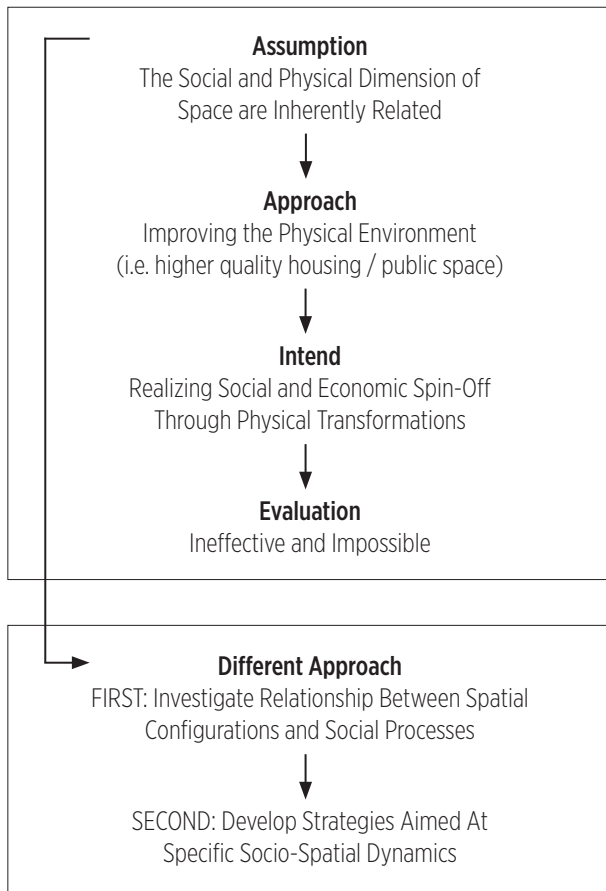 Assumption
The Social and Physical Dimension of
Space are Inherently Related
Approach
Improving the Physical Environment
(i.e. higher quality housing / public space)
Intend
Realizing Social and Economic Spin-Off
Through Physical Transformations
Evaluation
Ineffective and Impossible
Different Approach
FIRST: Investigate Relationship Between Spatial
Configurations and Social Processes
SECOND: Develop Strategies Aimed At
Specific Socio-Spatial Dynamics